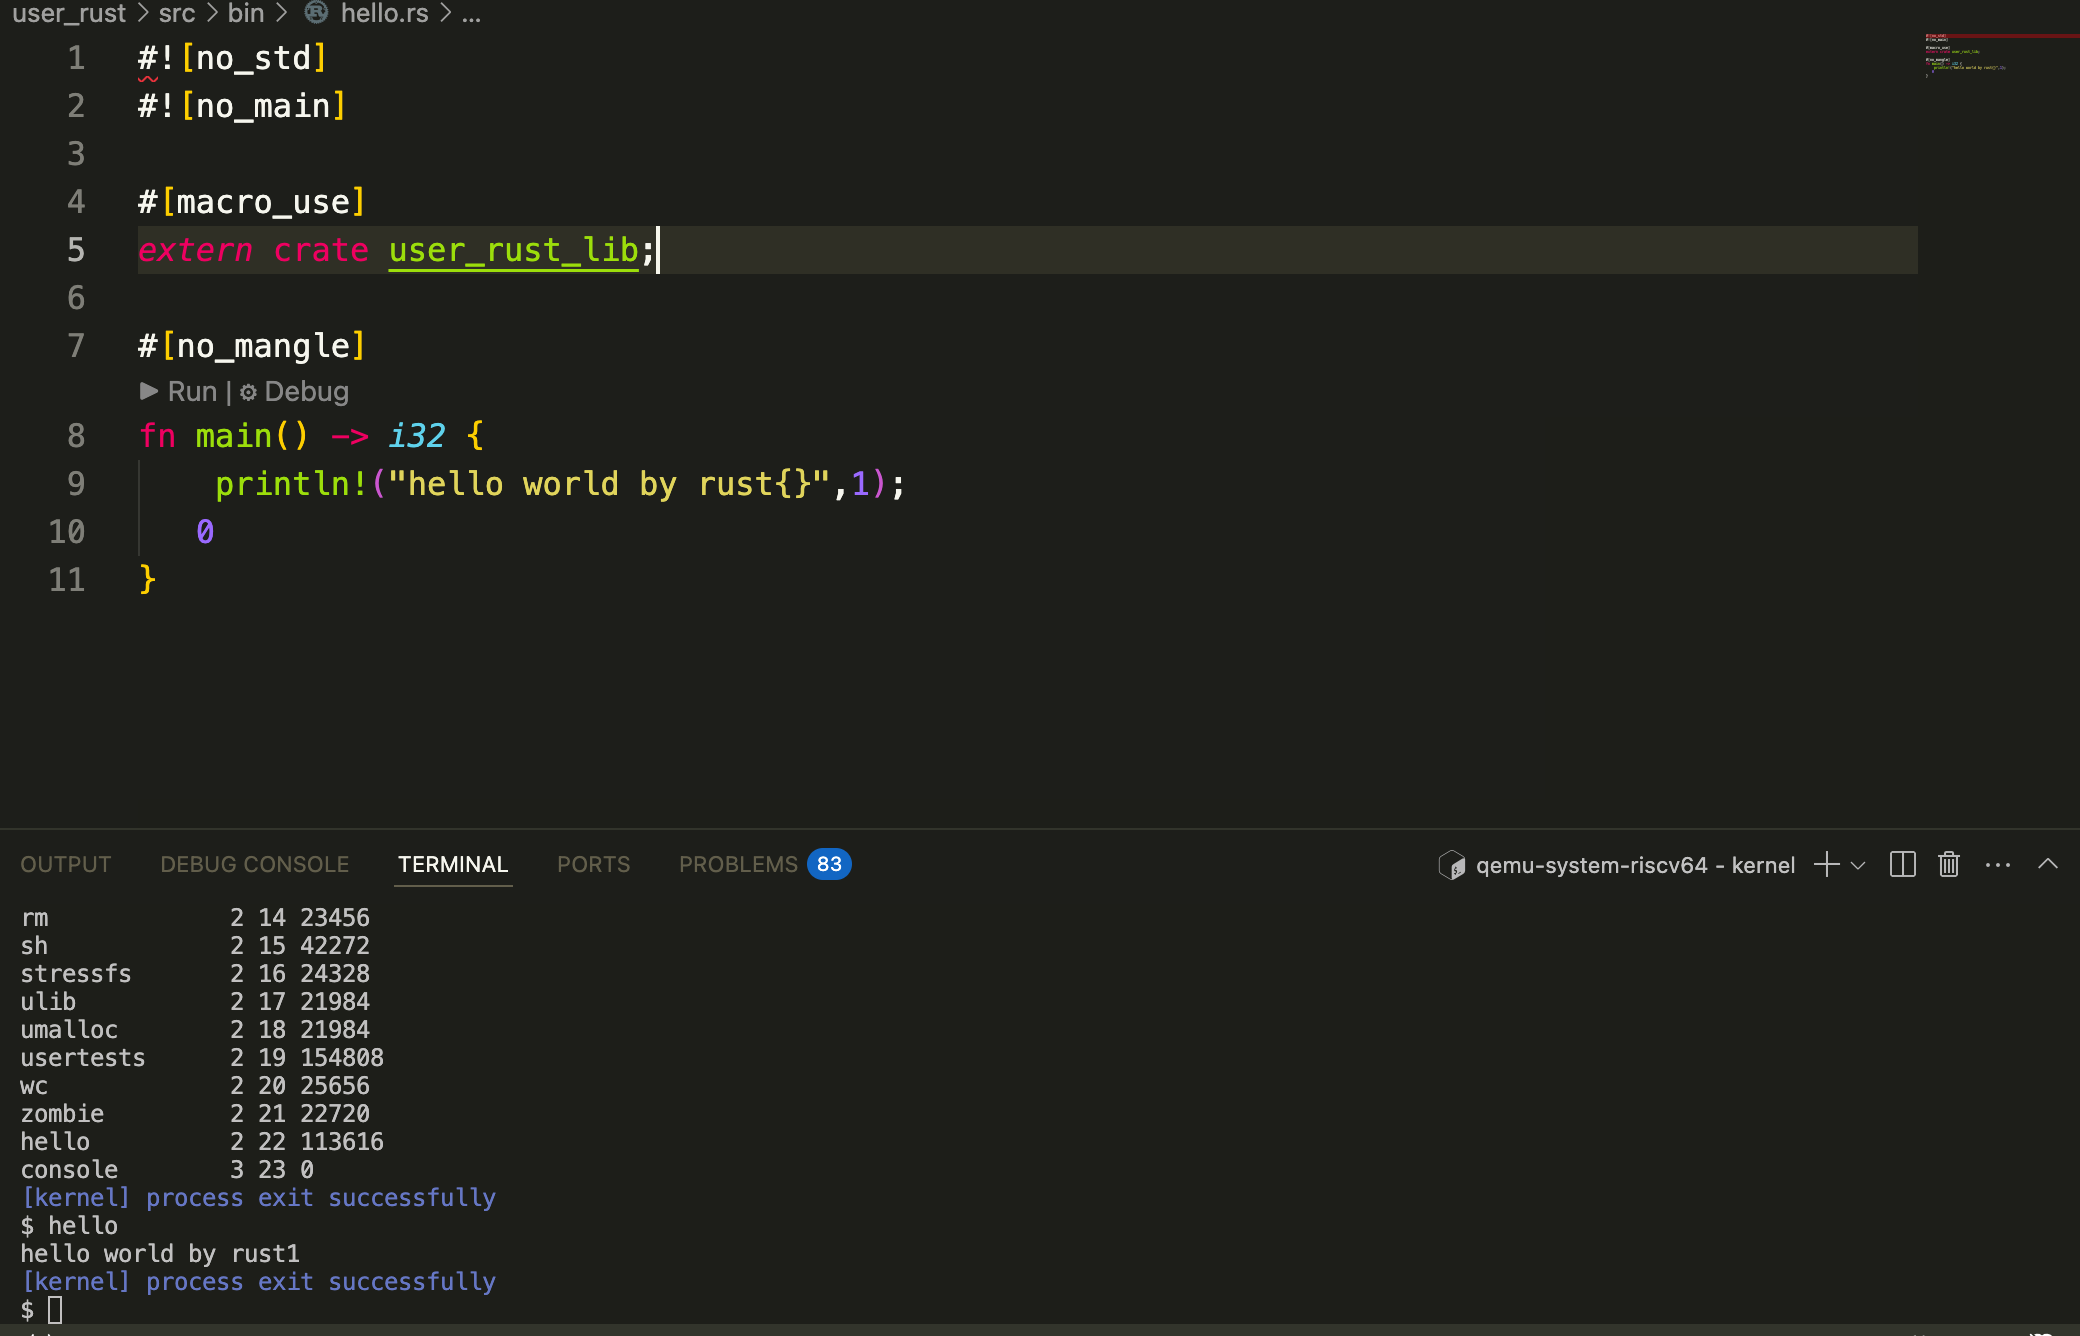 user_rust > src > bin > hello.rs > ...
1 #![no_std]
2 #![no_main]
3
4 #[macro_use]
5 extern crate user_rust_lib;
6
7 #[no_mangle]
Run | Debug
8 fn main() -> i32 {
9     println!("hello world by rust{}",1);
10    0
11 }
OUTPUT DEBUG CONSOLE TERMINAL PORTS PROBLEMS 83 qemu-system-riscv64 - kernel
rm             2 14 23456
sh             2 15 42272
stressfs       2 16 24328
ulib           2 17 21984
umalloc        2 18 21984
usertests      2 19 154808
wc             2 20 25656
zombie         2 21 22720
hello          2 22 113616
console        3 23 0
[kernel] process exit successfully
$ hello
hello world by rust1
[kernel] process exit successfully
$